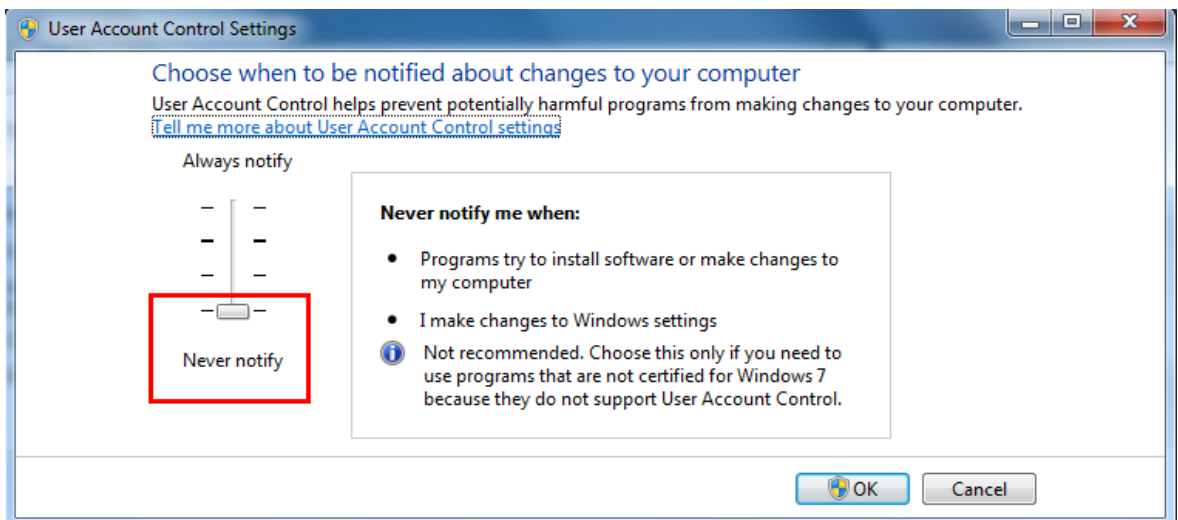 User Account Control Settings
Choose when to be notified about changes to your computer
User Account Control helps prevent potentially harmful programs from making changes to your computer.
Tell me more about User Account Control settings
Always notify
Never notify
Never notify me when:
Programs try to install software or make changes to
my computer
I make changes to Windows settings
Not recommended. Choose this only if you need to
use programs that are not certified for Windows 7
because they do not support User Account Control.
OK
Cancel